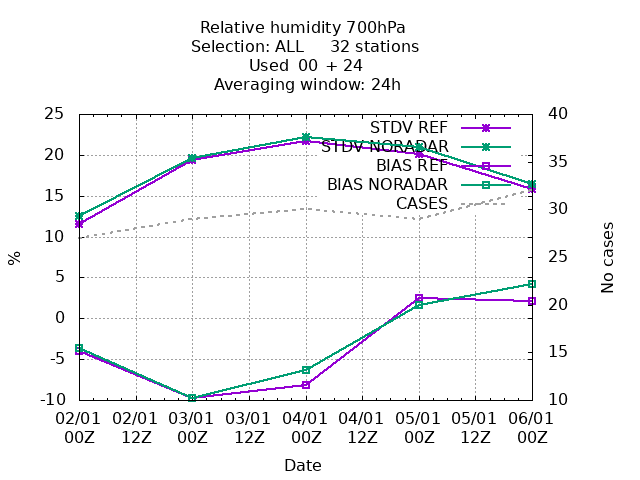 Relative humidity 700hPa
Selection: ALL     32 stations
Used  00 + 24
Averaging window: 24h
25
20
15
10
5
0
-5
-10
%
40
35
30
25
20
15
10
No cases
STDV REF
STDV NORADAR
BIAS REF
BIAS NORADAR
CASES
02/01 02/01 03/01 03/01 04/01 04/01 05/01 05/01 06/01
00Z 12Z 00Z 12Z 00Z 12Z 00Z 12Z 00Z
Date